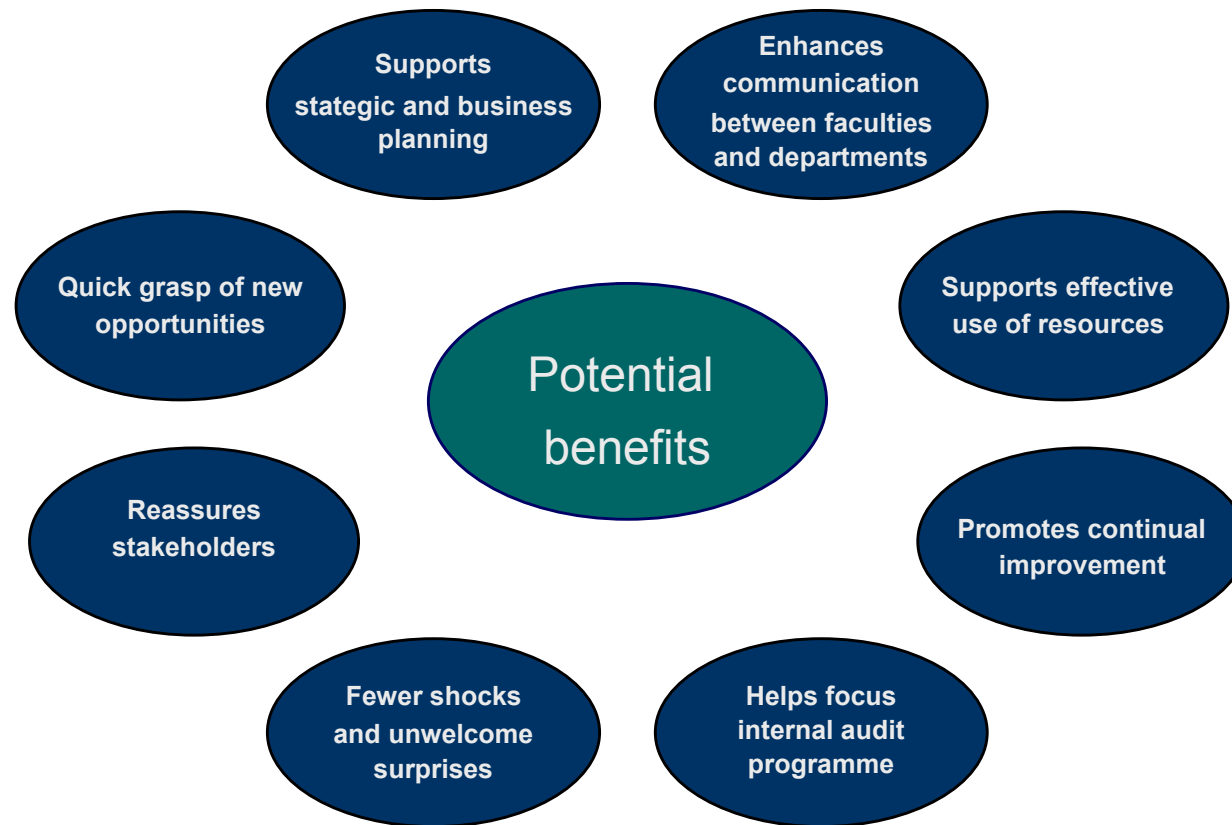 Supports
stategic and business
planning
Enhances
communication
between faculties
and departments
Quick grasp of new
opportunities
Supports effective
use of resources
Potential
benefits
Reassures
stakeholders
Promotes continual
improvement
Fewer shocks
and unwelcome
surprises
Helps focus
internal audit
programme